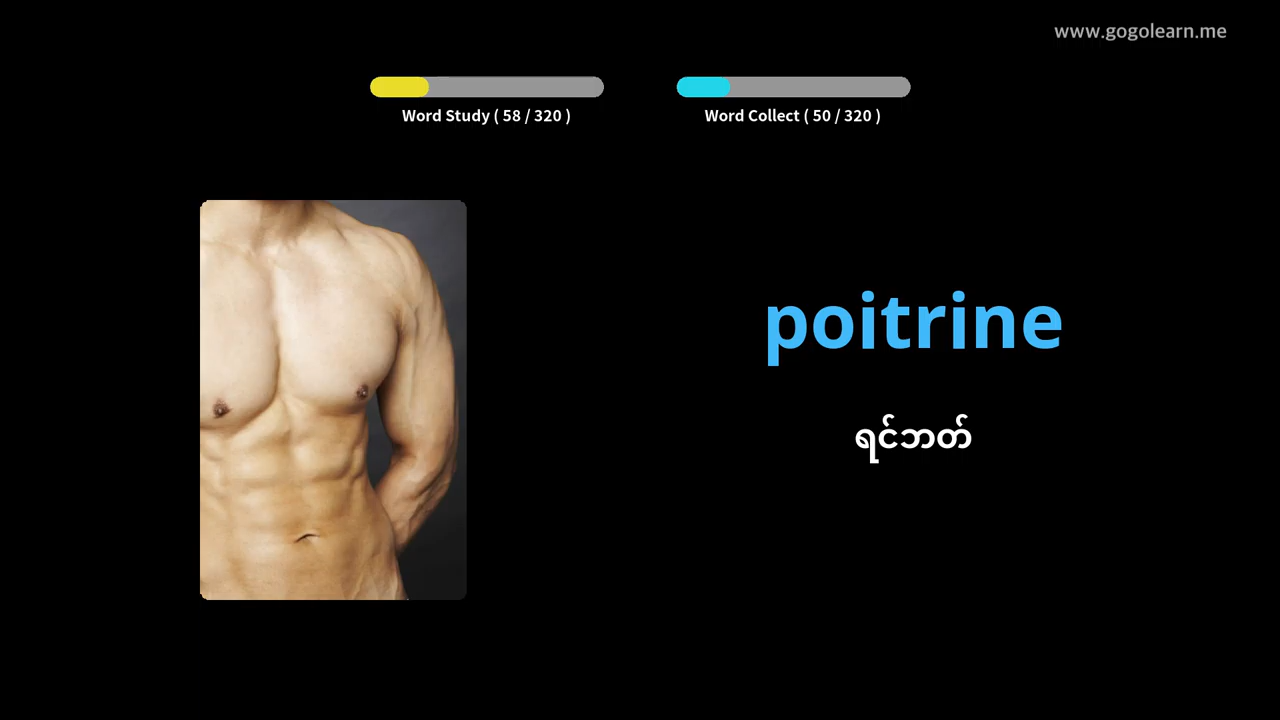 www.gogolearn.me
Word Study ( 58 / 320 )
Word Collect ( 50 / 320 )
poitrine
ရင်ဘတ်